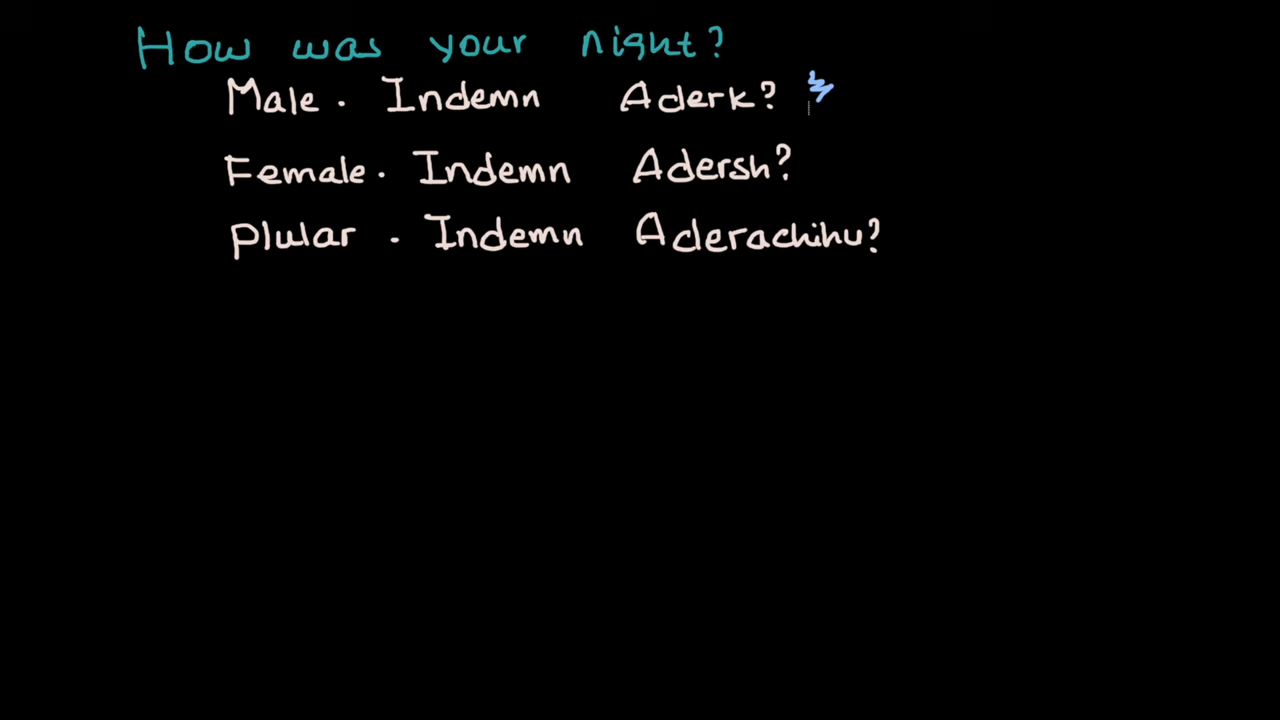 How was your night?
Male. Indemn Aderk?
Female. Indemn Adersh?
Plular. Indemn Aderachihu?